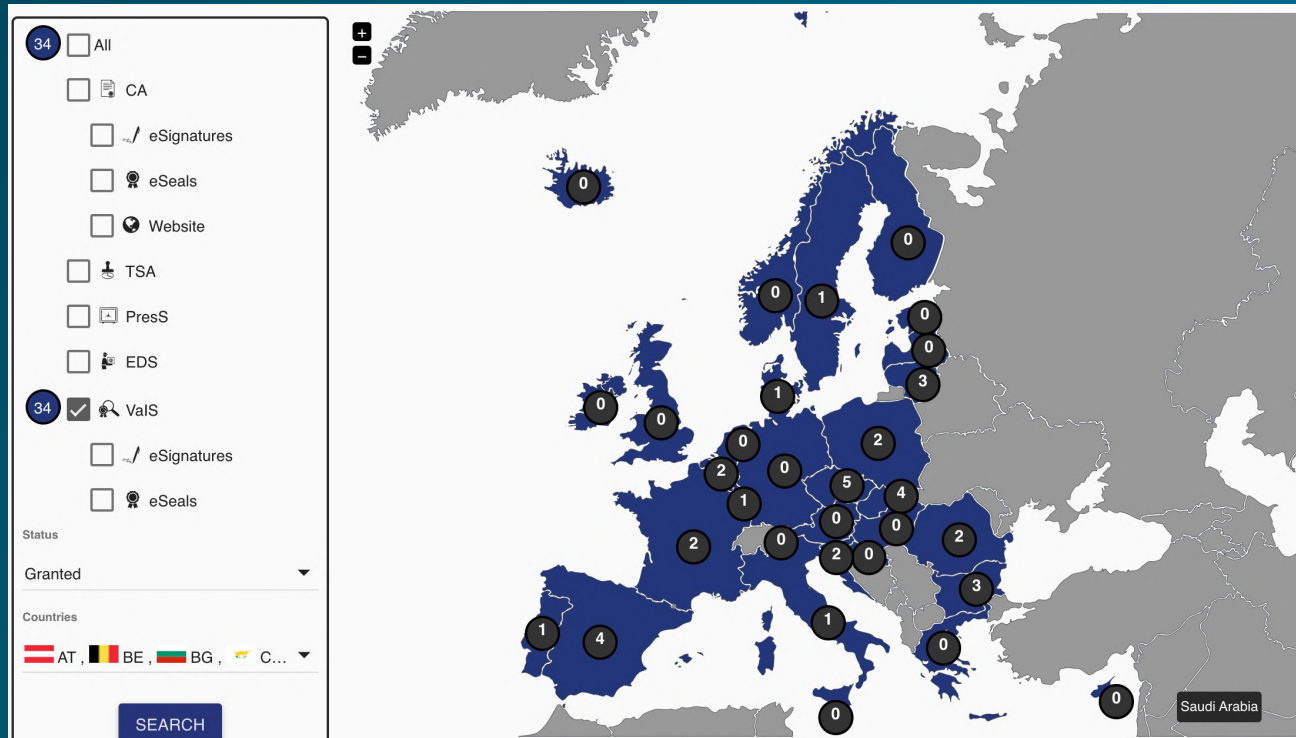 34 All
CA
eSignatures
eSeals
Website
TSA
PresS
EDS
34 ValS
eSignatures
eSeals
Status
Granted
Countries
AT , BE , BG , C...
SEARCH
+
−
0
0
0
1
0
0
3
1
0
0
0
2
2
0
5
4
1
0
0
2
0
2
0
2
3
1
1
4
0
0
0
Saudi Arabia